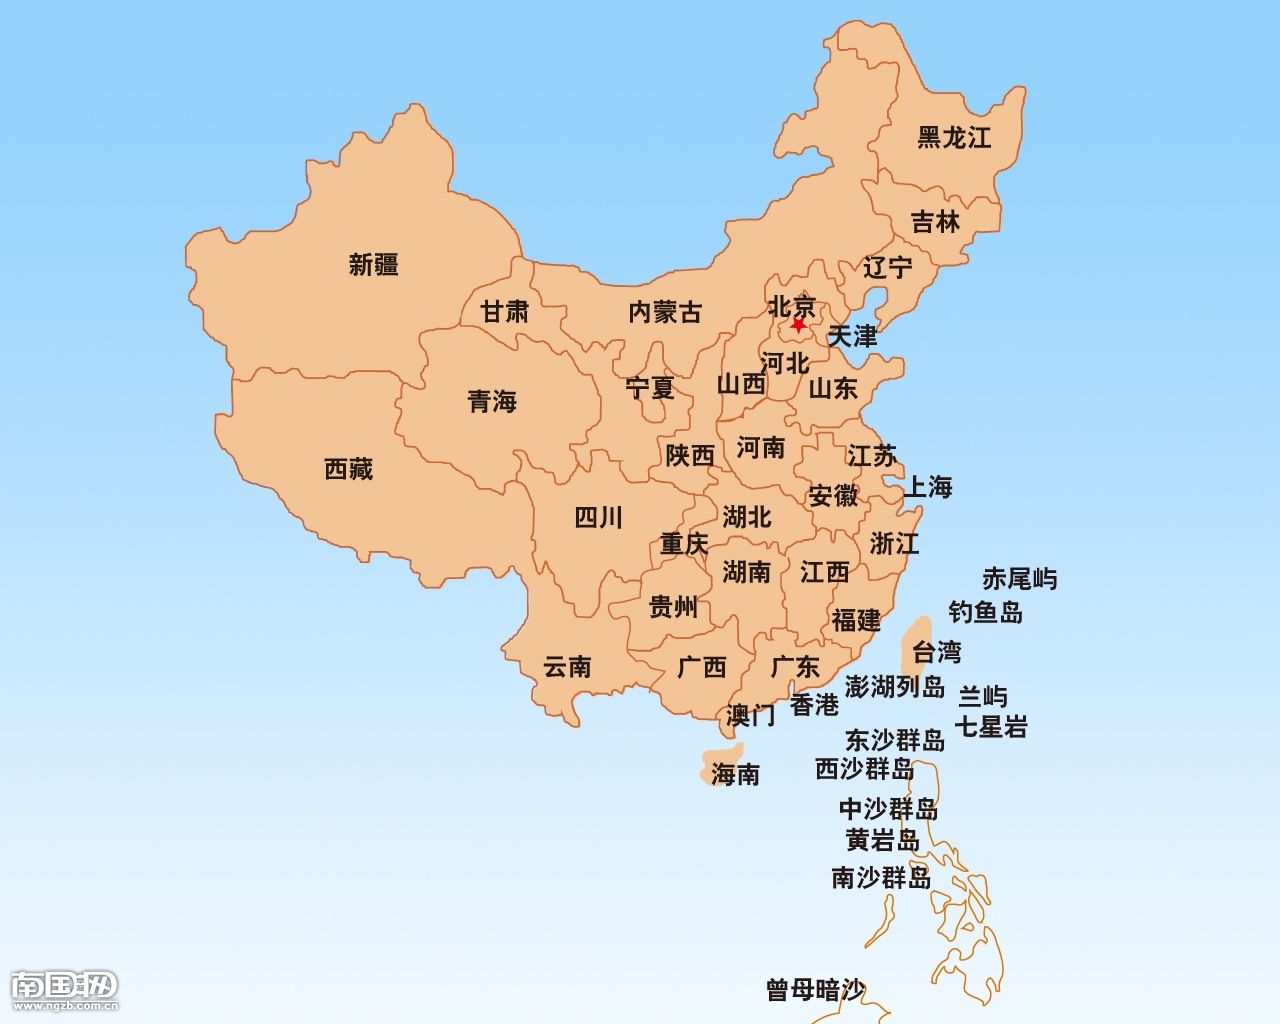 黑龙江
吉林
辽宁
新疆
甘肃
内蒙古
北京
天津
河北
山西
山东
宁夏
青海
河南
陕西
江苏
西藏
上海
安徽
四川
湖北
重庆
浙江
湖南
江西
赤尾屿
贵州
钓鱼岛
福建
台湾
云南
广西
广东
澎湖列岛
兰屿
香港
澳门
七星岩
东沙群岛
西沙群岛
海南
中沙群岛
黄岩岛
南沙群岛
曾母暗沙
南国早报网
www.ngzb.com.cn